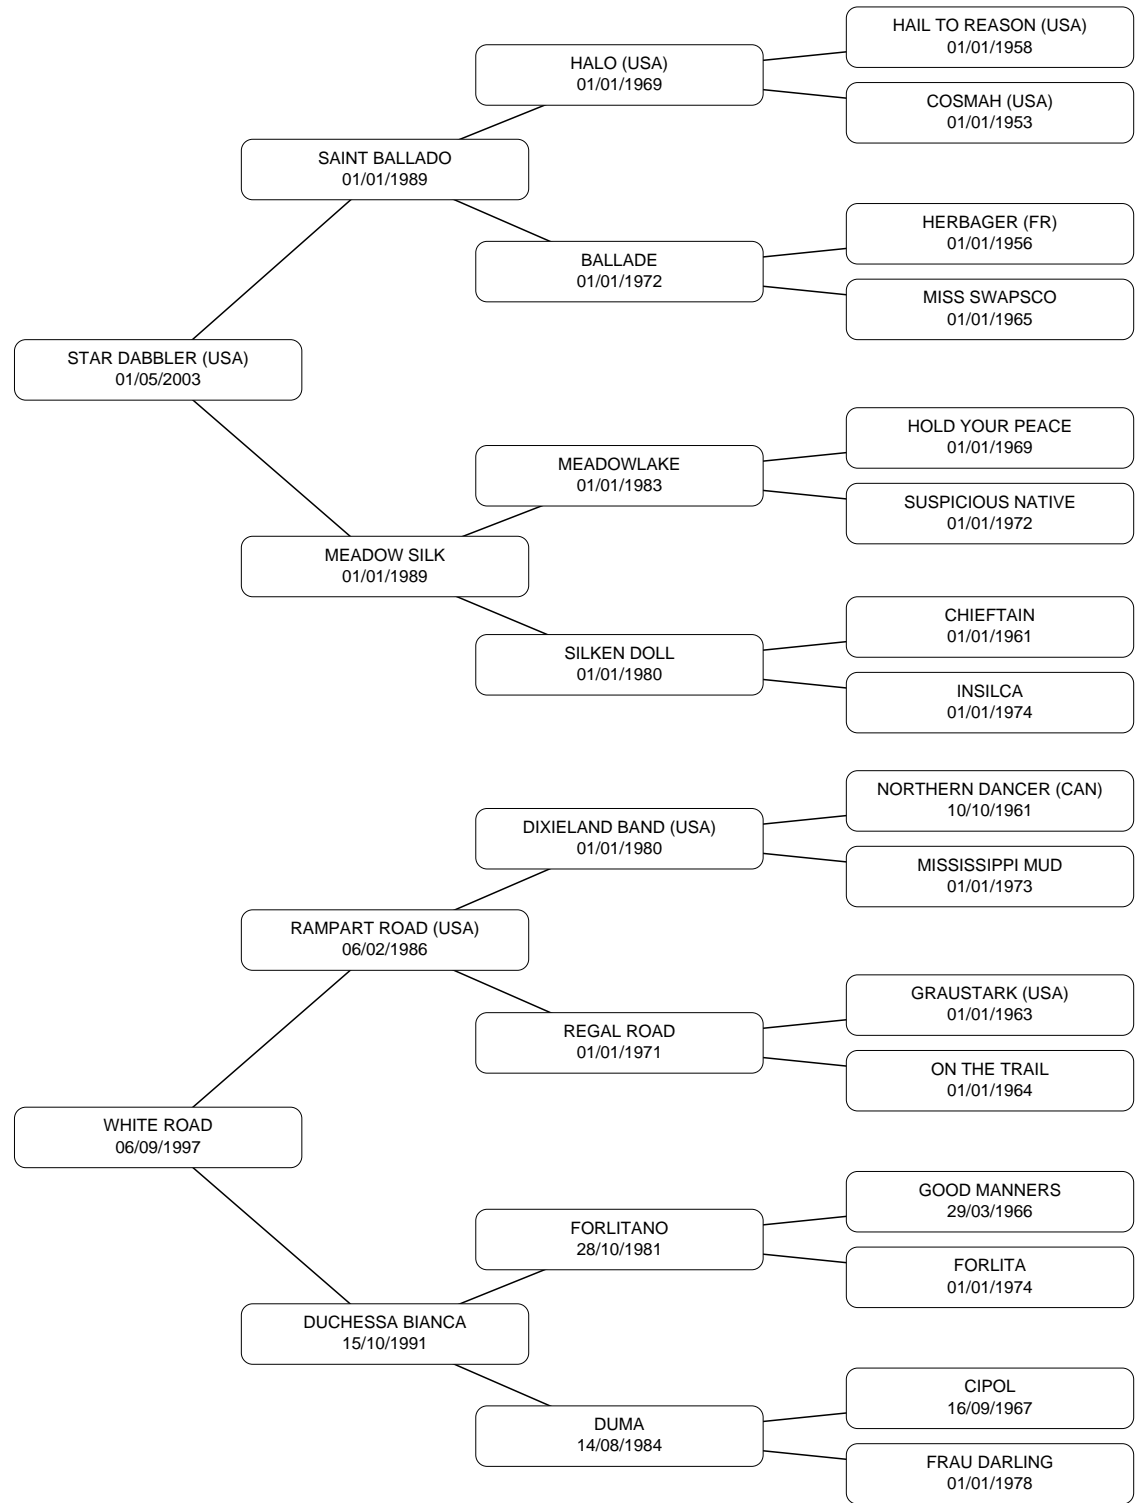 HAIL TO REASON (USA)
01/01/1958
HALO (USA)
01/01/1969
COSMAH (USA)
01/01/1953
SAINT BALLADO
01/01/1989
HERBAGER (FR)
01/01/1956
BALLADE
01/01/1972
MISS SWAPSCO
01/01/1965
STAR DABBLER (USA)
01/05/2003
HOLD YOUR PEACE
01/01/1969
MEADOWLAKE
01/01/1983
SUSPICIOUS NATIVE
01/01/1972
MEADOW SILK
01/01/1989
CHIEFTAIN
01/01/1961
SILKEN DOLL
01/01/1980
INSILCA
01/01/1974
NORTHERN DANCER (CAN)
10/10/1961
DIXIELAND BAND (USA)
01/01/1980
MISSISSIPPI MUD
01/01/1973
RAMPART ROAD (USA)
06/02/1986
GRAUSTARK (USA)
01/01/1963
REGAL ROAD
01/01/1971
ON THE TRAIL
01/01/1964
WHITE ROAD
06/09/1997
GOOD MANNERS
29/03/1966
FORLITANO
28/10/1981
FORLITA
01/01/1974
DUCHESSA BIANCA
15/10/1991
CIPOL
16/09/1967
DUMA
14/08/1984
FRAU DARLING
01/01/1978